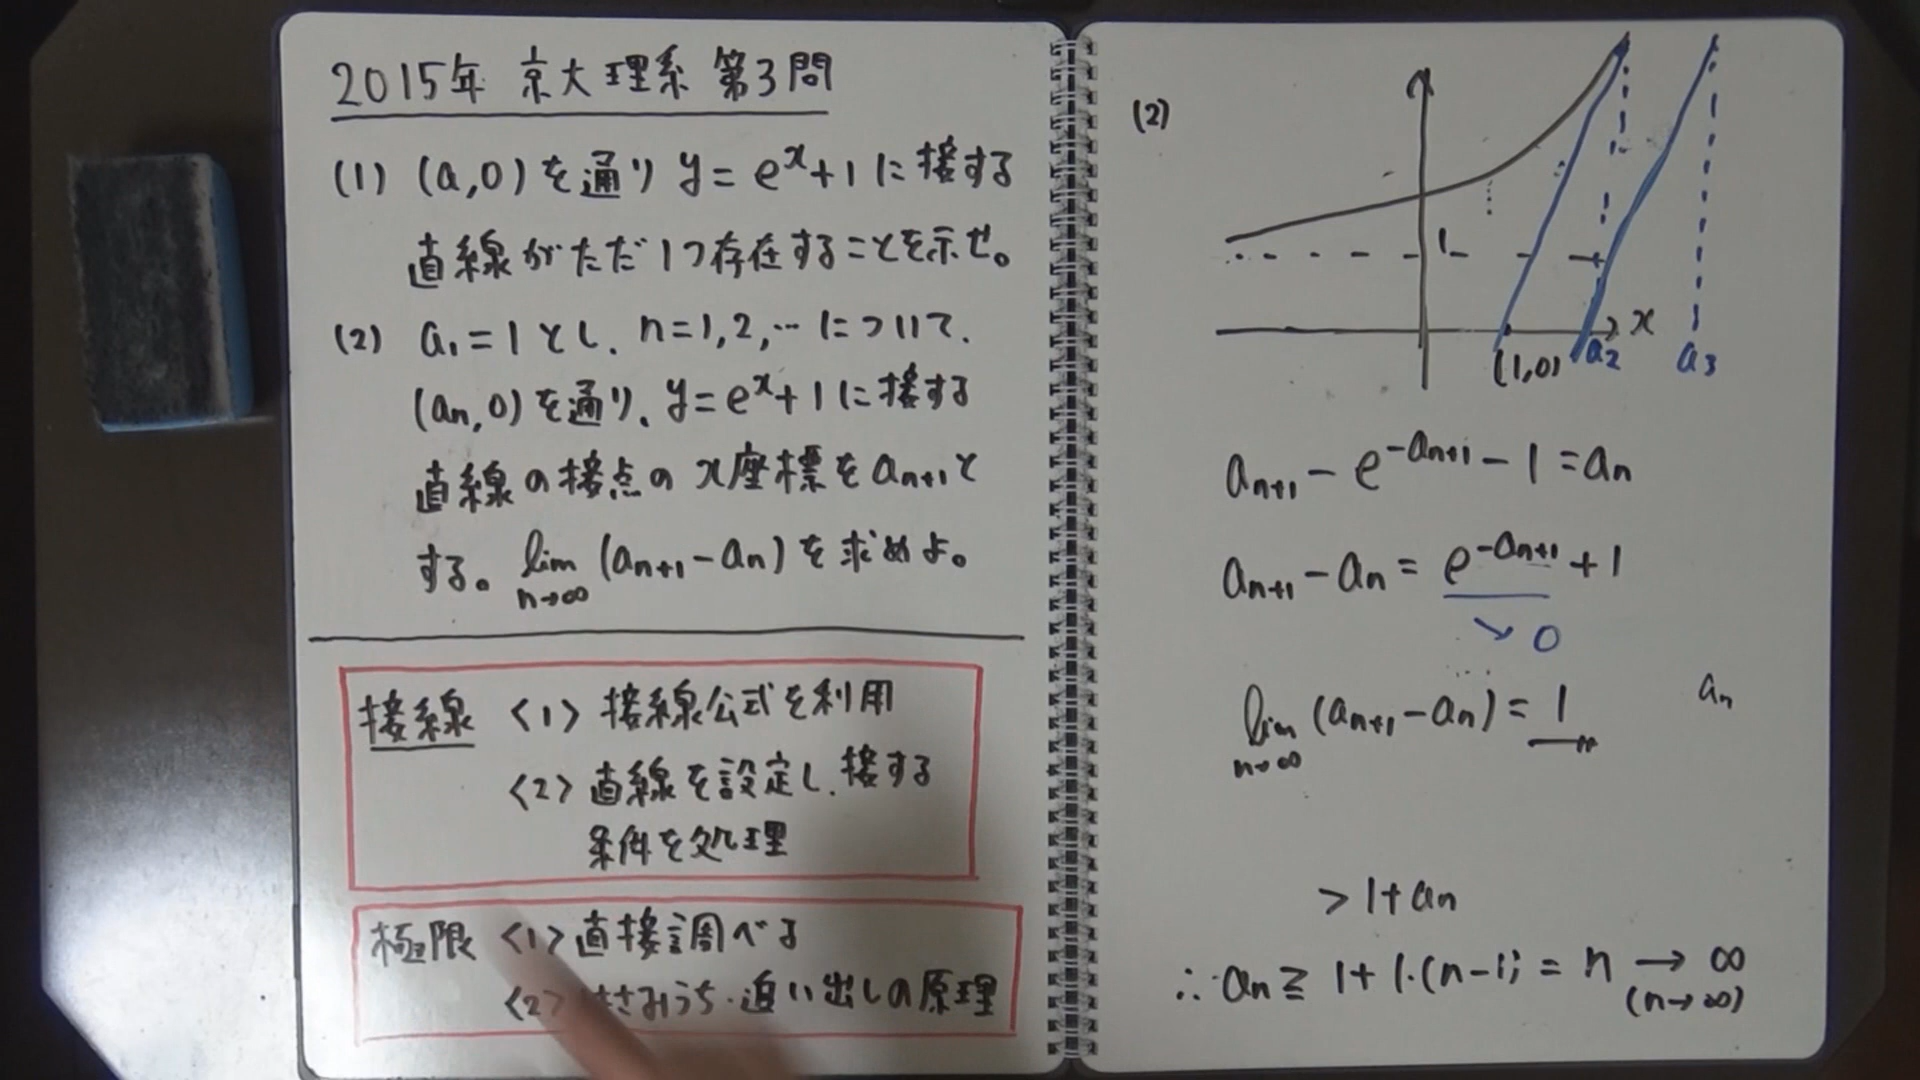 2015年 京大理系 第3問
(1) (a,0)を通り y=e^x+1に接する
直線がただ1つ存在することを示せ。
(2) a₁=1とし、n=1,2,…について、
(aₙ,0)を通り、y=e^x+1に接する
直線の接点のx座標をaₙ₊₁と
する。lim (aₙ₊₁-aₙ)を求めよ。
n→∞
接線 <1> 接線公式を利用
<2> 直線を設定し、接する
条件を処理
極限 <1> 直接調べる
<2> はさみうち・追い出しの原理
(2)
1
x
(1,0) a₂ a₃
aₙ₊₁ - e^(-aₙ₊₁) - 1 = aₙ
aₙ₊₁ - aₙ = e^(-aₙ₊₁) + 1
↘ 0
lim (aₙ₊₁-aₙ) = 1
n→∞
aₙ
> 1+aₙ
∴ aₙ ≧ 1+1・(n-1) = n → ∞
(n→∞)